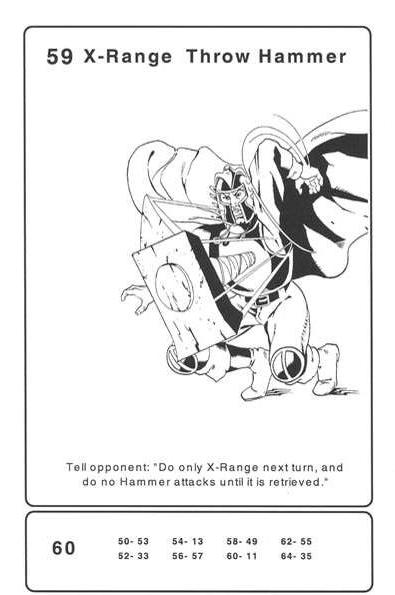 59 X-Range Throw Hammer
Tell opponent: "Do only X-Range next turn, and
do no Hammer attacks until it is retrieved."
60
50- 53 54- 13 58- 49 62- 55
52- 33 56- 57 60- 11 64- 35